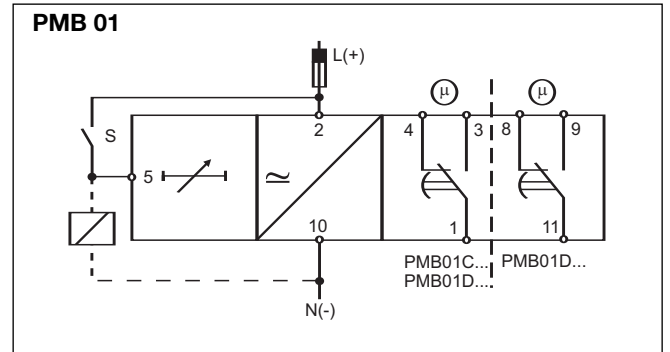 PMB 01
L(+)
μ μ
2 4 3 8 9
S
5 ≃
10 1 11
PMB01C... PMB01D...
PMB01D...
N(-)